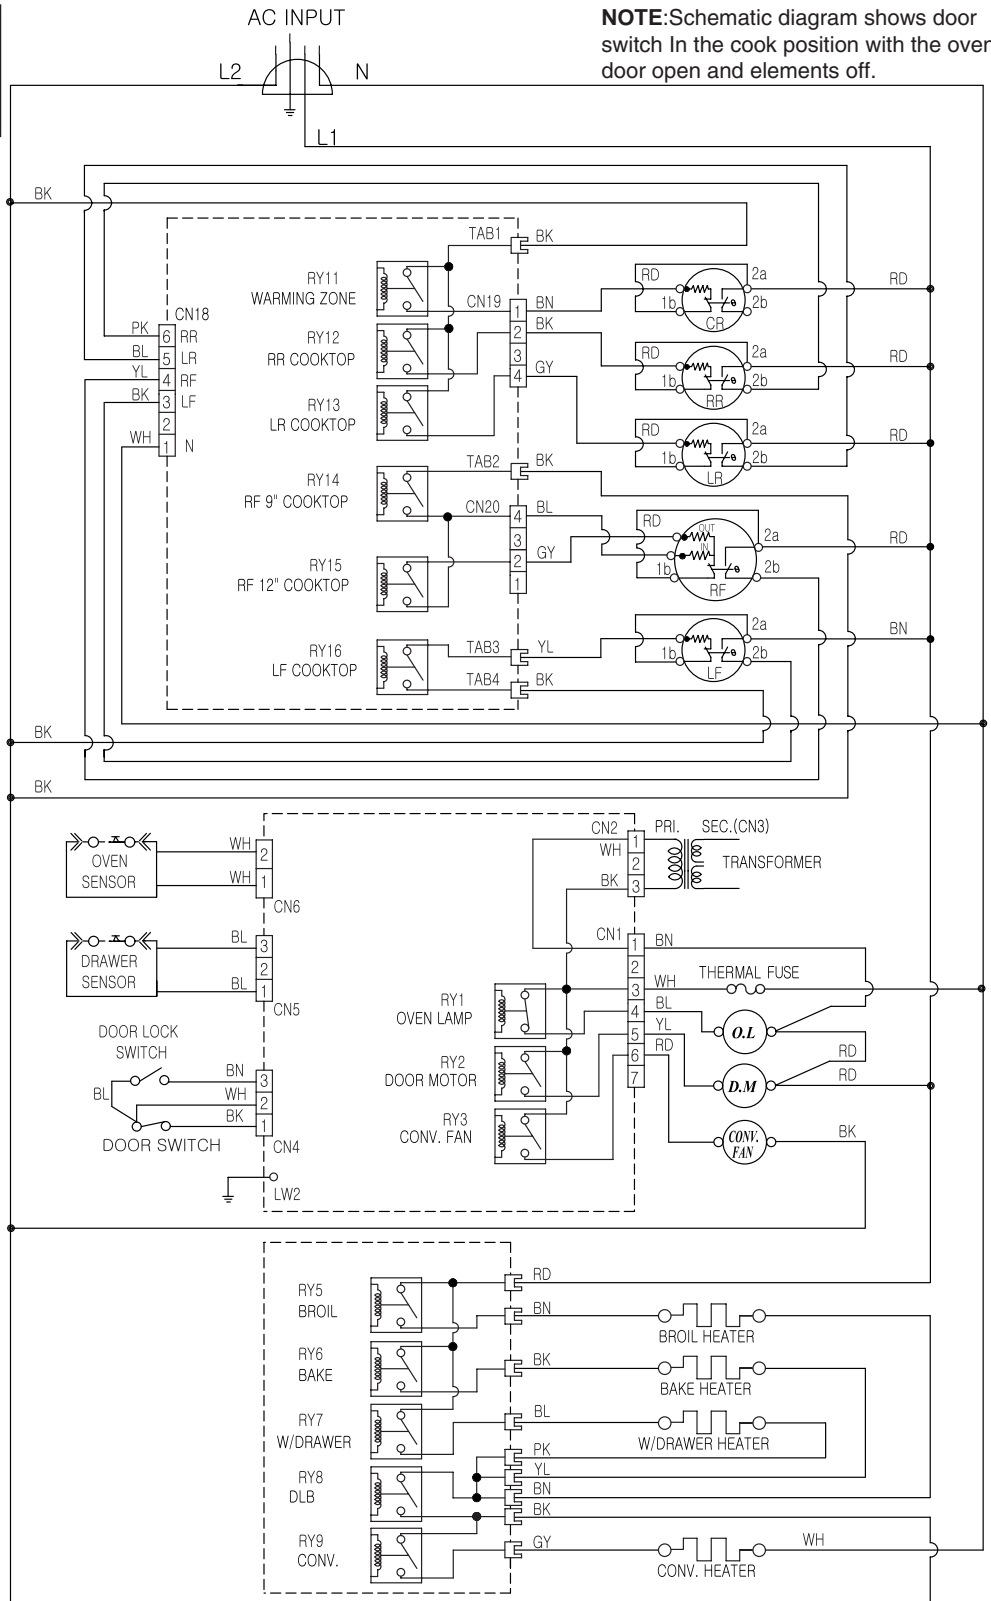 AC INPUT
NOTE:Schematic diagram shows door
switch In the cook position with the oven
door open and elements off.
L2
N
L1
BK
TAB1
BK
RY11
WARMING ZONE
CN19
1
BN
RD
2a
RD
1b
2b
CR
CN18
PK
6
RR
BL
5
LR
YL
4
RF
BK
3
LF
2
WH
1
N
RY12
RR COOKTOP
2
BK
3
4
GY
RD
2a
RD
1b
2b
RR
RY13
LR COOKTOP
RD
2a
RD
1b
2b
LR
RY14
RF 9" COOKTOP
TAB2
BK
CN20
4
BL
3
2
GY
1
RD
OUT
IN
2a
RD
1b
2b
RF
RY15
RF 12" COOKTOP
RY16
LF COOKTOP
TAB3
YL
TAB4
BK
2a
BN
1b
2b
LF
BK
BK
CN2
1
WH
2
BK
3
PRI.
SEC.(CN3)
TRANSFORMER
OVEN
SENSOR
WH
2
WH
1
CN6
DRAWER
SENSOR
BL
3
2
BL
1
CN5
CN1
1
BN
2
3
WH
4
BL
5
YL
6
RD
7
THERMAL FUSE
RY1
OVEN LAMP
O.L
RD
RY2
DOOR MOTOR
D.M
RD
RY3
CONV. FAN
CONV.
FAN
BK
DOOR LOCK
SWITCH
BN
3
BL
WH
2
BK
1
DOOR SWITCH
CN4
LW2
RY5
BROIL
RD
BN
BROIL HEATER
RY6
BAKE
BK
BAKE HEATER
RY7
W/DRAWER
BL
W/DRAWER HEATER
PK
RY8
DLB
YL
BN
BK
RY9
CONV.
GY
WH
CONV. HEATER